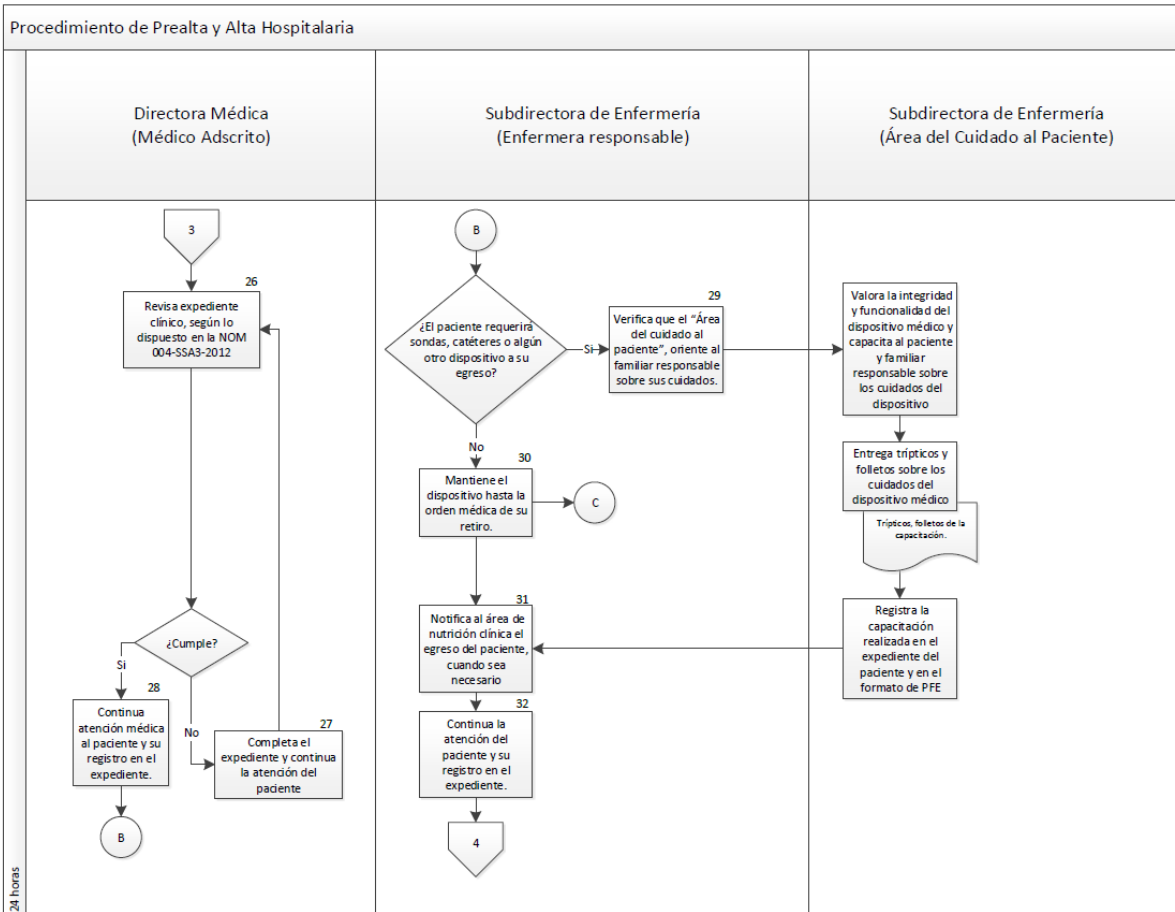 Procedimiento de Prealta y Alta Hospitalaria
Directora Médica
(Médico Adscrito)
Subdirectora de Enfermería
(Enfermera responsable)
Subdirectora de Enfermería
(Área del Cuidado al Paciente)
3
26
Revisa expediente
clínico, según lo
dispuesto en la NOM
004-SSA3-2012
¿Cumple?
Si
28
Continua
atención médica
al paciente y su
registro en el
expediente.
No
27
Completa el
expediente y continua
la atención del
paciente
B
B
¿El paciente requerirá
sondas, catéteres o algún
otro dispositivo a su
egreso?
Si
29
Verifica que el “Área
del cuidado al
paciente”, oriente al
familiar responsable
sobre sus cuidados.
No
30
Mantiene el
dispositivo hasta la
orden médica de su
retiro.
C
31
Notifica al área de
nutrición clínica el
egreso del paciente,
cuando sea
necesario
32
Continua la
atención del
paciente y su
registro en el
expediente.
4
Valora la integridad
y funcionalidad del
dispositivo médico y
capacita al paciente
y familiar
responsable sobre
los cuidados del
dispositivo
Entrega trípticos y
folletos sobre los
cuidados del
dispositivo médico
Trípticos, folletos de la
capacitación.
Registra la
capacitación
realizada en el
expediente del
paciente y en el
formato de PFE
24 horas